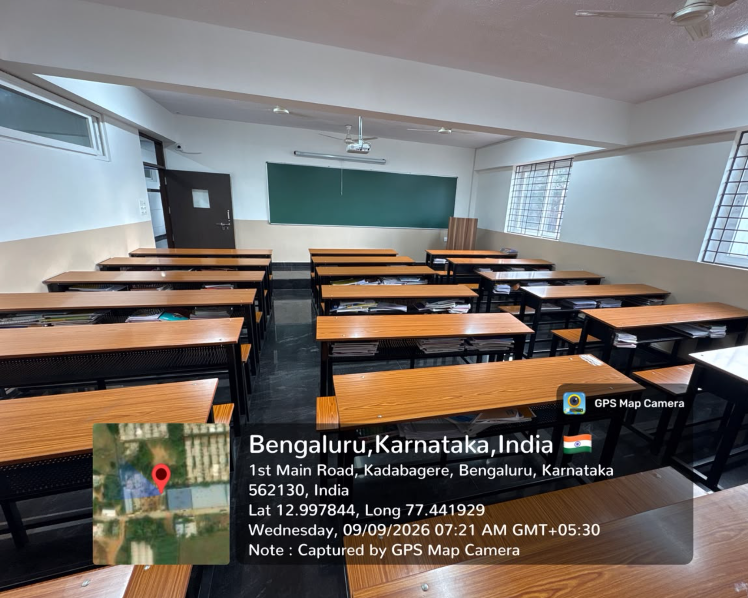 GPS Map Camera
Bengaluru,Karnataka,India
1st Main Road, Kadabagere, Bengaluru, Karnataka
562130, India
Lat 12.997844, Long 77.441929
Wednesday, 09/09/2026 07:21 AM GMT+05:30
Note : Captured by GPS Map Camera